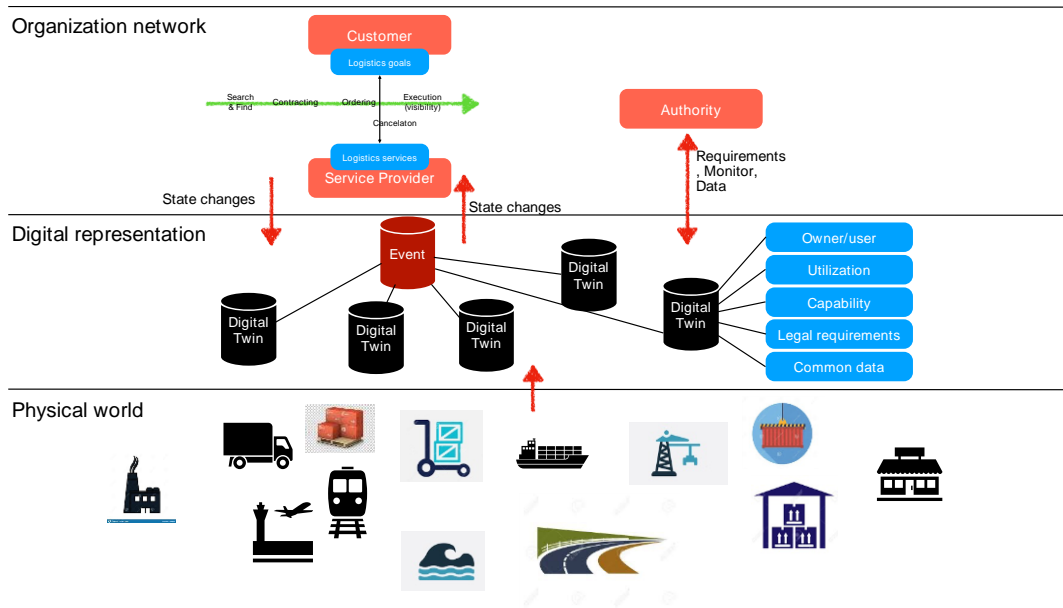 Organization network
Customer
Logistics goals
Search
& Find
Contracting
Ordering
Execution
(visibility)
Cancelaton
Logistics services
Service Provider
Authority
Requirements
, Monitor,
Data
State changes
State changes
Digital representation
Event
Digital
Twin
Digital
Twin
Digital
Twin
Digital
Twin
Digital
Twin
Owner/user
Utilization
Capability
Legal requirements
Common data
Physical world